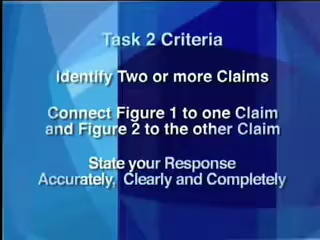 Task 2 Criteria
identify Two or more Claims
Connect Figure 1 to one Claim
and Figure 2 to the other Claim
State your Response
Accurately, Clearly and Completely